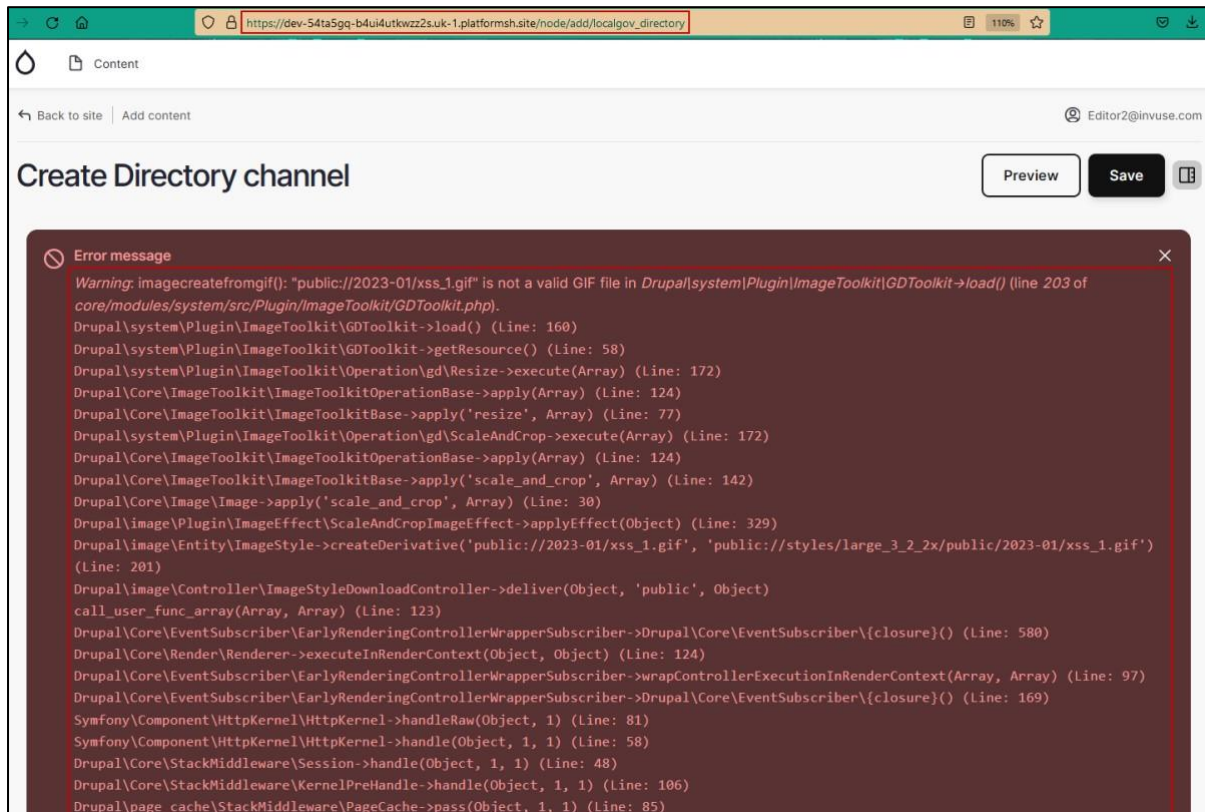 https://dev-54ta5gq-b4ui4utkwzz2s.uk-1.platformsh.site/node/add/localgov_directory
110%
Content
Back to site | Add content
Editor2@invuse.com
Create Directory channel
Preview
Save
Error message
Warning: imagecreatefromgif(): "public://2023-01/xss_1.gif" is not a valid GIF file in Drupal\system\Plugin\ImageToolkit\GDToolkit->load() (line 203 of
core/modules/system/src/Plugin/ImageToolkit/GDToolkit.php).
Drupal\system\Plugin\ImageToolkit\GDToolkit->load() (Line: 160)
Drupal\system\Plugin\ImageToolkit\GDToolkit->getResource() (Line: 58)
Drupal\system\Plugin\ImageToolkit\Operation\gd\Resize->execute(Array) (Line: 172)
Drupal\Core\ImageToolkit\ImageToolkitOperationBase->apply(Array) (Line: 124)
Drupal\Core\ImageToolkit\ImageToolkitBase->apply('resize', Array) (Line: 77)
Drupal\system\Plugin\ImageToolkit\Operation\gd\ScaleAndCrop->execute(Array) (Line: 172)
Drupal\Core\ImageToolkit\ImageToolkitOperationBase->apply(Array) (Line: 124)
Drupal\Core\ImageToolkit\ImageToolkitBase->apply('scale_and_crop', Array) (Line: 142)
Drupal\Core\Image\Image->apply('scale_and_crop', Array) (Line: 30)
Drupal\image\Plugin\ImageEffect\ScaleAndCropImageEffect->applyEffect(Object) (Line: 329)
Drupal\image\Entity\ImageStyle->createDerivative('public://2023-01/xss_1.gif', 'public://styles/large_3_2_2x/public/2023-01/xss_1.gif')
(Line: 201)
Drupal\image\Controller\ImageStyleDownloadController->deliver(Object, 'public', Object)
call_user_func_array(Array, Array) (Line: 123)
Drupal\Core\EventSubscriber\EarlyRenderingControllerWrapperSubscriber->Drupal\Core\EventSubscriber\{closure}() (Line: 580)
Drupal\Core\Render\Renderer->executeInRenderContext(Object, Object) (Line: 124)
Drupal\Core\EventSubscriber\EarlyRenderingControllerWrapperSubscriber->wrapControllerExecutionInRenderContext(Array, Array) (Line: 97)
Drupal\Core\EventSubscriber\EarlyRenderingControllerWrapperSubscriber->Drupal\Core\EventSubscriber\{closure}() (Line: 169)
Symfony\Component\HttpKernel\HttpKernel->handleRaw(Object, 1) (Line: 81)
Symfony\Component\HttpKernel\HttpKernel->handle(Object, 1, 1) (Line: 58)
Drupal\Core\StackMiddleware\Session->handle(Object, 1, 1) (Line: 48)
Drupal\Core\StackMiddleware\KernelPreHandle->handle(Object, 1, 1) (Line: 106)
Drupal\page_cache\StackMiddleware\PageCache->pass(Object, 1, 1) (Line: 85)